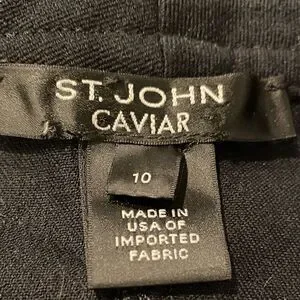 ST. JOHN
CAVIAR
10
MADE IN
USA OF
IMPORTED
FABRIC